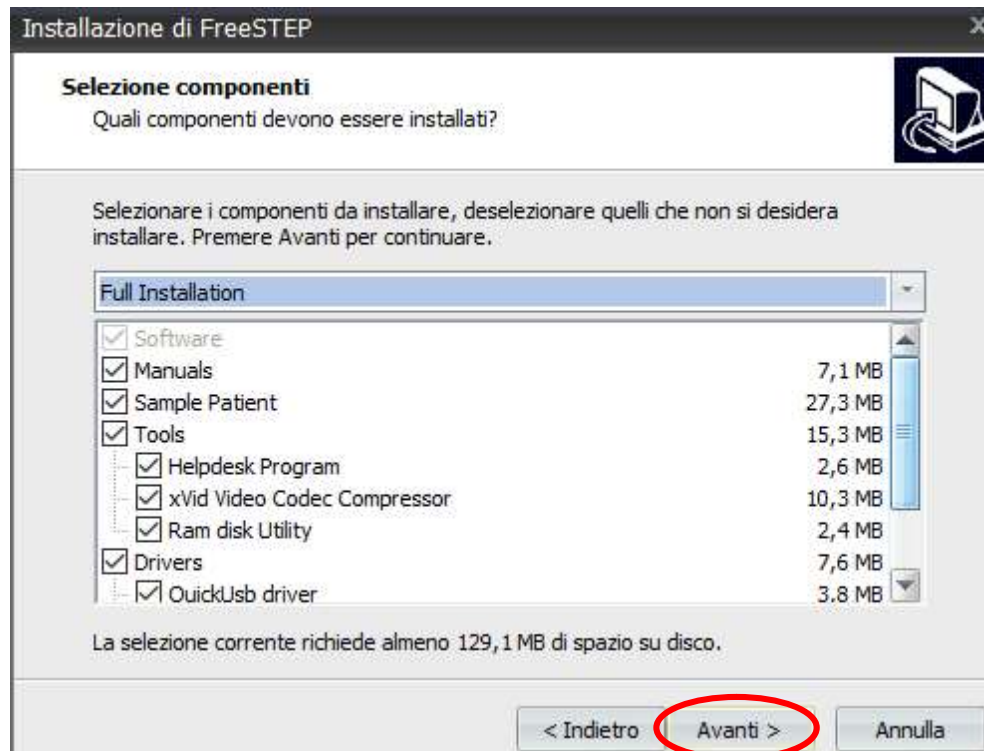 Installazione di FreeSTEP
Selezione componenti
Quali componenti devono essere installati?
Selezionare i componenti da installare, deselezionare quelli che non si desidera
installare. Premere Avanti per continuare.
Full Installation
Software
Manuals 7,1 MB
Sample Patient 27,3 MB
Tools 15,3 MB
Helpdesk Program 2,6 MB
xVid Video Codec Compressor 10,3 MB
Ram disk Utility 2,4 MB
Drivers 7,6 MB
QuickUsb driver 3.8 MB
La selezione corrente richiede almeno 129,1 MB di spazio su disco.
< Indietro Avanti > Annulla